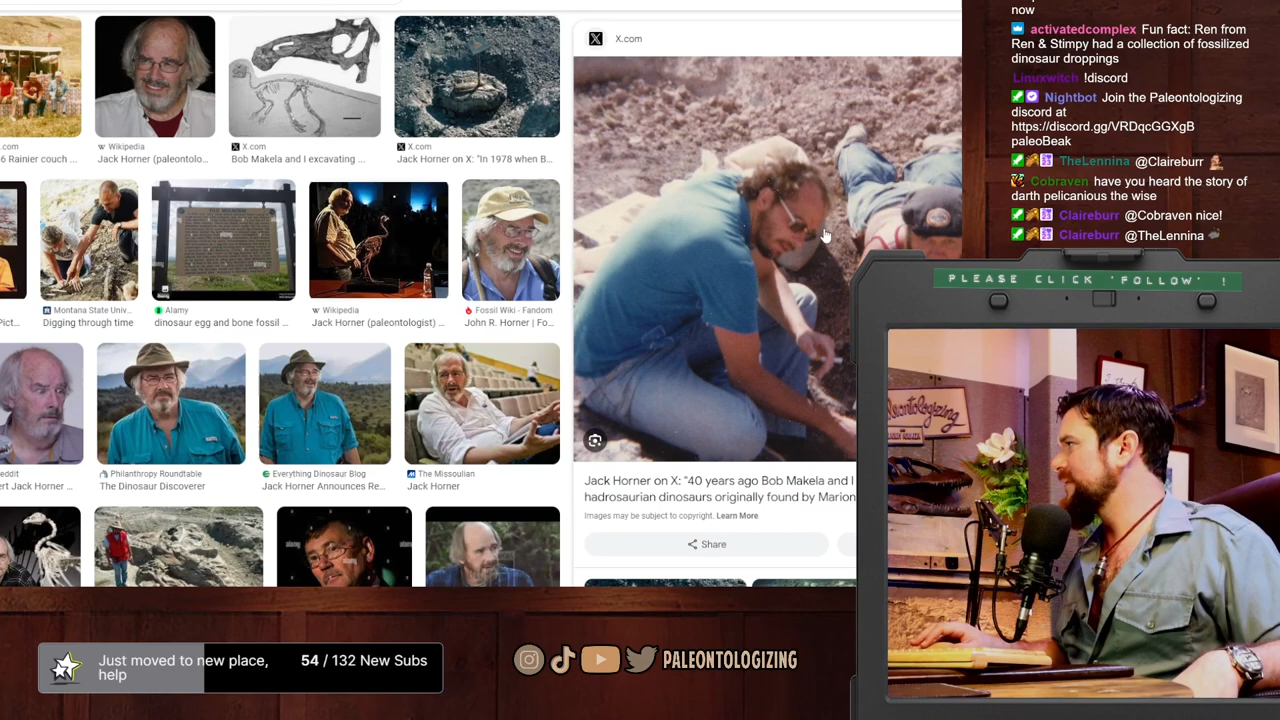 X.com
.com
6 Rainier couch ...
Wikipedia
Jack Horner (paleontolo...
X.com
Bob Makela and I excavating ...
X.com
Jack Horner on X: "In 1978 when B...
Pict...
Montana State Univ...
Digging through time
Alamy
dinosaur egg and bone fossil ...
Wikipedia
Jack Horner (paleontologist) ...
Fossil Wiki - Fandom
John R. Horner | Fo...
eddit
ert Jack Horner ...
Philanthropy Roundtable
The Dinosaur Discoverer
Everything Dinosaur Blog
Jack Horner Announces Re...
The Missoulian
Jack Horner
Jack Horner on X: "40 years ago Bob Makela and I
hadrosaurian dinosaurs originally found by Marion
Images may be subject to copyright. Learn More
Share
now
activatedcomplex Fun fact: Ren from
Ren & Stimpy had a collection of fossilized
dinosaur droppings
Linuxwitch !discord
Nightbot Join the Paleontologizing
discord at
https://discord.gg/VRDqcGGXgB
paleoBeak
TheLennina @Claireburr
Cobraven have you heard the story of
darth pelicanious the wise
Claireburr @Cobraven nice!
Claireburr @TheLennina
PLEASE CLICK 'FOLLOW' !
Just moved to new place,
help
54 / 132 New Subs
PALEONTOLOGIZING